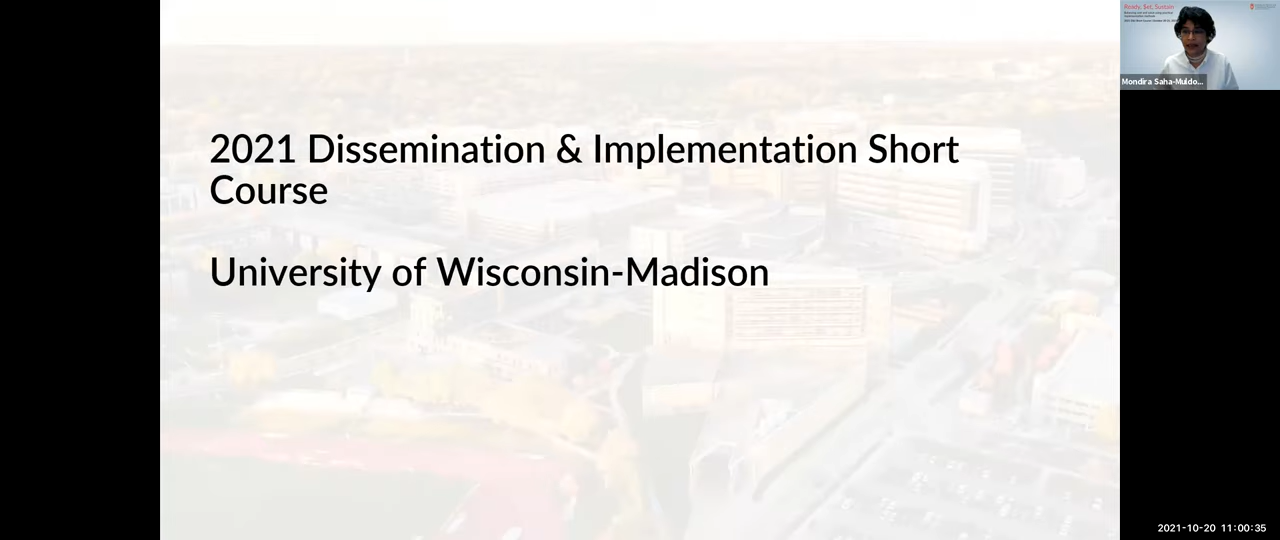 2021 Dissemination & Implementation Short
Course
University of Wisconsin-Madison
Ready, Set, Sustain
Mondira Saha-Muldo...
2021-10-20 11:00:35